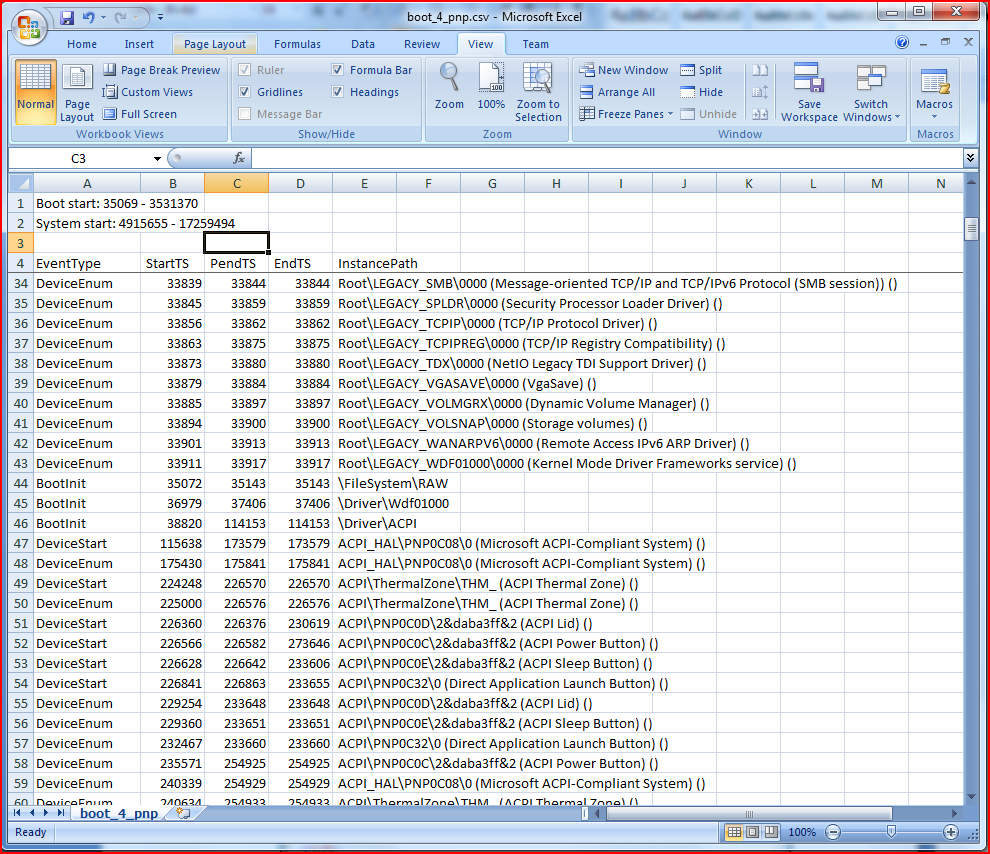 boot_4_pnp.csv - Microsoft Excel
Home Insert Page Layout Formulas Data Review View Team
Normal Page Layout Page Break Preview Custom Views Full Screen
Workbook Views
Ruler Gridlines Message Bar Formula Bar Headings
Show/Hide
Zoom 100% Zoom to Selection
Zoom
New Window Arrange All Freeze Panes Split Hide Unhide Save Workspace Switch Windows
Window
Macros
Macros
C3 fx
A B C D E F G H I J K L M N
1 Boot start: 35069 - 3531370
2 System start: 4915655 - 17259494
3
4 EventType StartTS PendTS EndTS InstancePath
34 DeviceEnum 33839 33844 33844 Root\LEGACY_SMB\0000 (Message-oriented TCP/IP and TCP/IPv6 Protocol (SMB session)) ()
35 DeviceEnum 33845 33859 33859 Root\LEGACY_SPLDR\0000 (Security Processor Loader Driver) ()
36 DeviceEnum 33856 33862 33862 Root\LEGACY_TCPIP\0000 (TCP/IP Protocol Driver) ()
37 DeviceEnum 33863 33875 33875 Root\LEGACY_TCPIPREG\0000 (TCP/IP Registry Compatibility) ()
38 DeviceEnum 33873 33880 33880 Root\LEGACY_TDX\0000 (NetIO Legacy TDI Support Driver) ()
39 DeviceEnum 33879 33884 33884 Root\LEGACY_VGASAVE\0000 (VgaSave) ()
40 DeviceEnum 33885 33897 33897 Root\LEGACY_VOLMGRX\0000 (Dynamic Volume Manager) ()
41 DeviceEnum 33894 33900 33900 Root\LEGACY_VOLSNAP\0000 (Storage volumes) ()
42 DeviceEnum 33901 33913 33913 Root\LEGACY_WANARPV6\0000 (Remote Access IPv6 ARP Driver) ()
43 DeviceEnum 33911 33917 33917 Root\LEGACY_WDF01000\0000 (Kernel Mode Driver Frameworks service) ()
44 BootInit 35072 35143 35143 \FileSystem\RAW
45 BootInit 36979 37406 37406 \Driver\Wdf01000
46 BootInit 38820 114153 114153 \Driver\ACPI
47 DeviceStart 115638 173579 173579 ACPI_HAL\PNP0C08\0 (Microsoft ACPI-Compliant System) ()
48 DeviceEnum 175430 175841 175841 ACPI_HAL\PNP0C08\0 (Microsoft ACPI-Compliant System) ()
49 DeviceStart 224248 226570 226570 ACPI\ThermalZone\THM_ (ACPI Thermal Zone) ()
50 DeviceEnum 225000 226576 226576 ACPI\ThermalZone\THM_ (ACPI Thermal Zone) ()
51 DeviceStart 226360 226376 230619 ACPI\PNP0C0D\2&daba3ff&2 (ACPI Lid) ()
52 DeviceStart 226566 226582 273646 ACPI\PNP0C0C\2&daba3ff&2 (ACPI Power Button) ()
53 DeviceStart 226628 226642 233606 ACPI\PNP0C0E\2&daba3ff&2 (ACPI Sleep Button) ()
54 DeviceStart 226841 226863 233655 ACPI\PNP0C32\0 (Direct Application Launch Button) ()
55 DeviceEnum 229254 233648 233648 ACPI\PNP0C0D\2&daba3ff&2 (ACPI Lid) ()
56 DeviceEnum 229360 233651 233651 ACPI\PNP0C0E\2&daba3ff&2 (ACPI Sleep Button) ()
57 DeviceEnum 232467 233660 233660 ACPI\PNP0C32\0 (Direct Application Launch Button) ()
58 DeviceEnum 235571 254925 254925 ACPI\PNP0C0C\2&daba3ff&2 (ACPI Power Button) ()
59 DeviceEnum 240339 254929 254929 ACPI_HAL\PNP0C08\0 (Microsoft ACPI-Compliant System) ()
60 DeviceEnum 240634 254933 254933 ACPI\ThermalZone\THM_ (ACPI Thermal Zone) ()
boot_4_pnp
Ready 100%